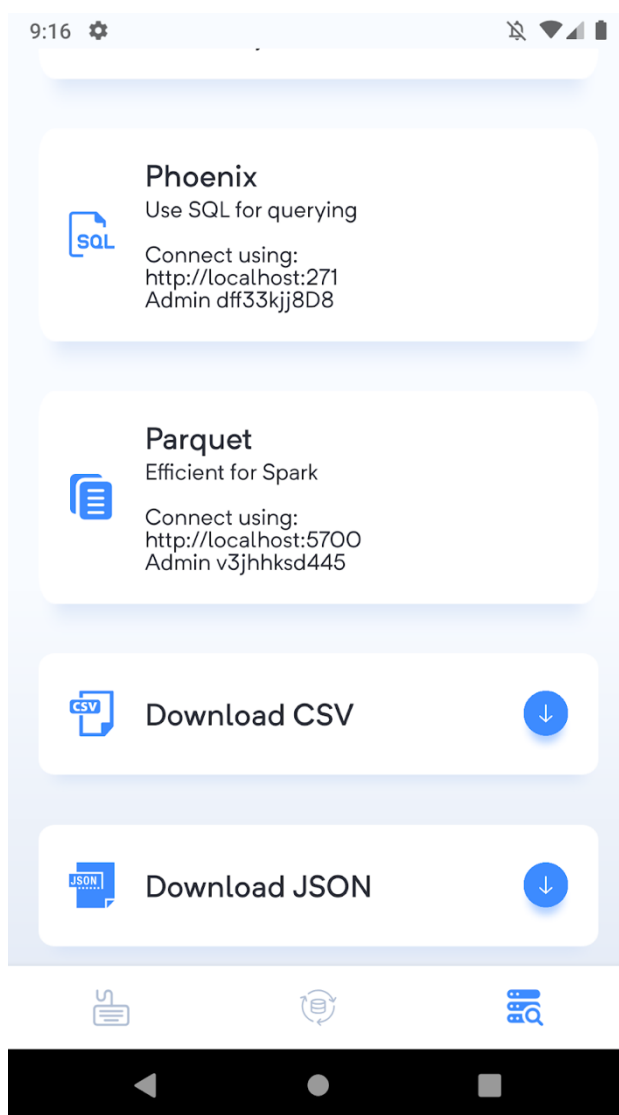 9:16
Phoenix
Use SQL for querying
SQL
Connect using:
http://localhost:271
Admin dff33kjj8D8
Parquet
Efficient for Spark
Connect using:
http://localhost:5700
Admin v3jhhksd445
CSV
Download CSV
JSON
Download JSON